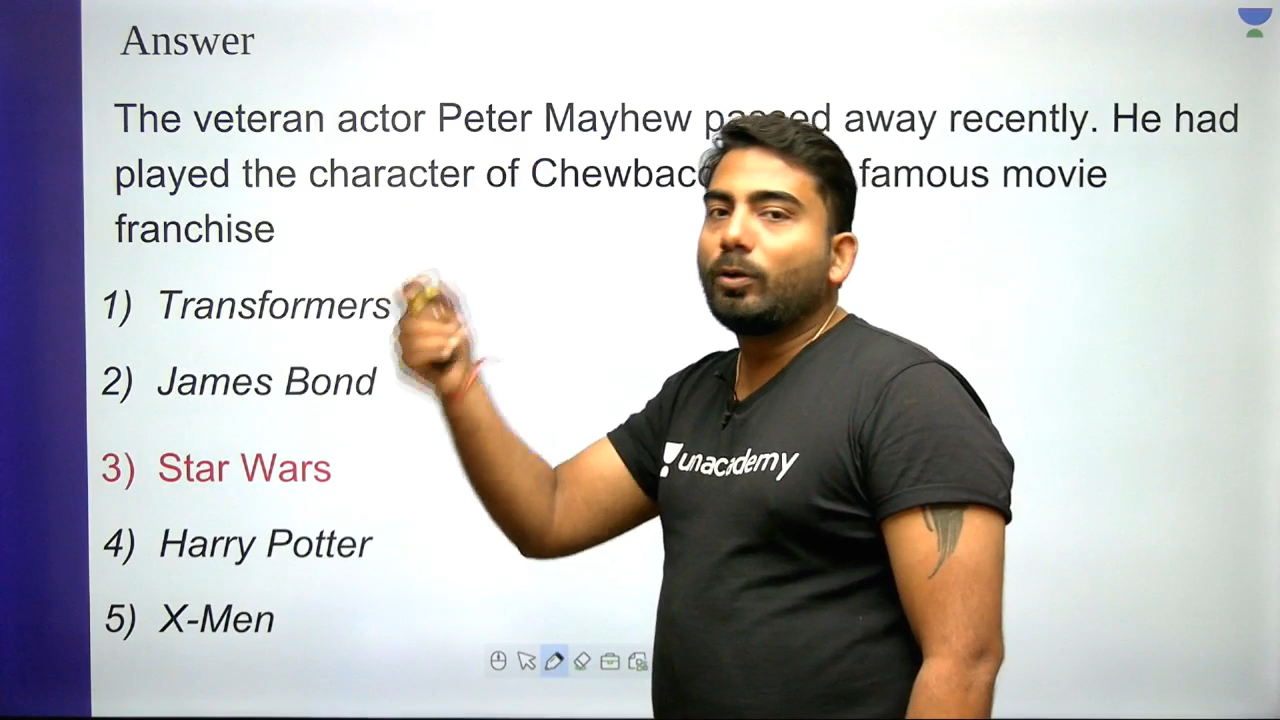 Answer
The veteran actor Peter Mayhew passed away recently. He had
played the character of famous movie
franchise
1) Transformers
2) James Bond
3) Star Wars
4) Harry Potter
5) X-Men
unacademy